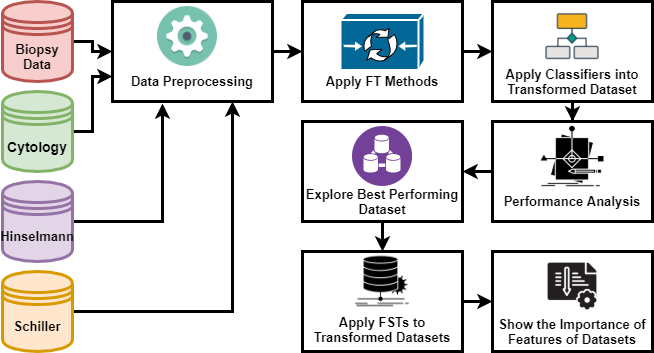 Biopsy
Data
Cytology
Hinselmann
Schiller
Data Preprocessing
Apply FT Methods
Apply Classifiers into
Transformed Dataset
Performance Analysis
Explore Best Performing
Dataset
Apply FSTs to
Transformed Datasets
Show the Importance of
Features of Datasets